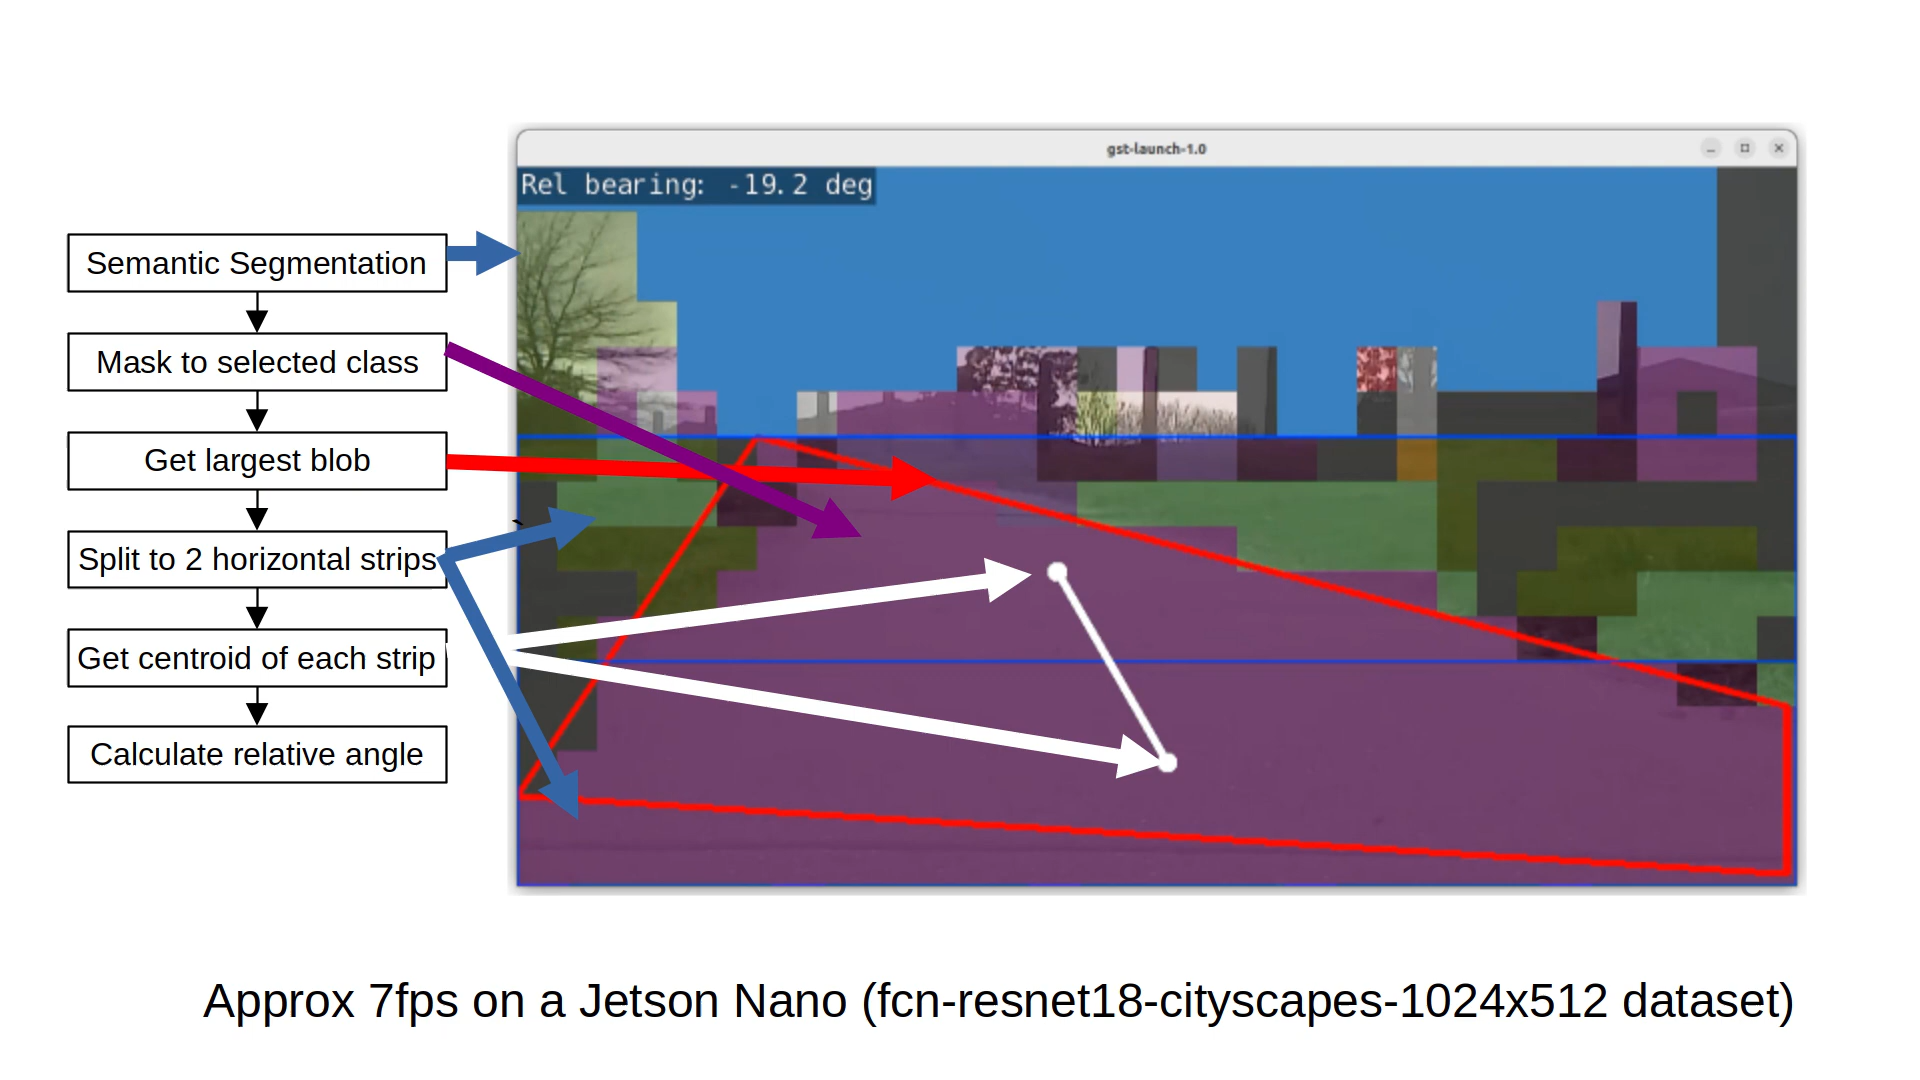 gst-launch-1.0
Rel bearing: -19.2 deg
Semantic Segmentation
Mask to selected class
Get largest blob
Split to 2 horizontal strips
Get centroid of each strip
Calculate relative angle
Approx 7fps on a Jetson Nano (fcn-resnet18-cityscapes-1024x512 dataset)